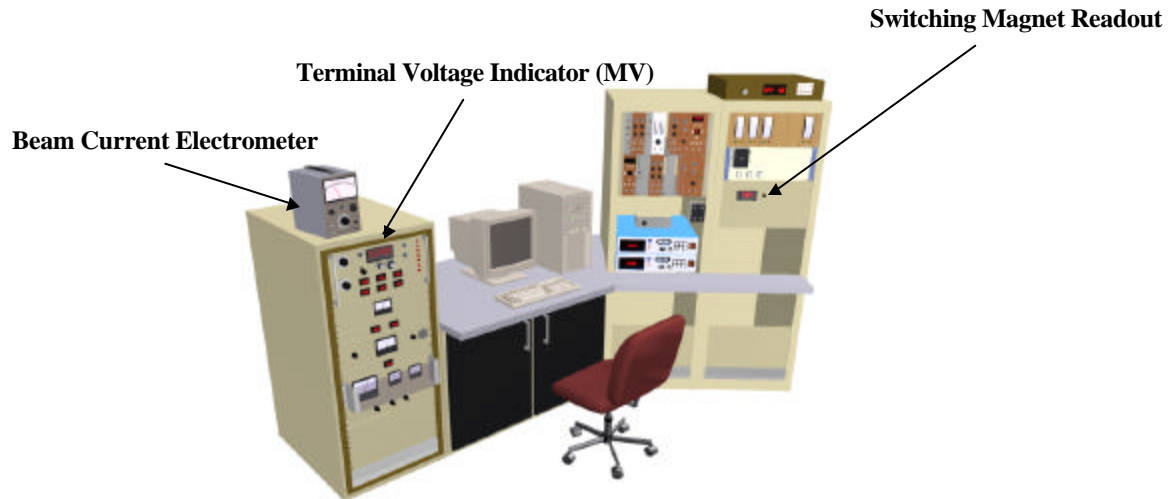 Switching Magnet Readout
Terminal Voltage Indicator (MV)
Beam Current Electrometer